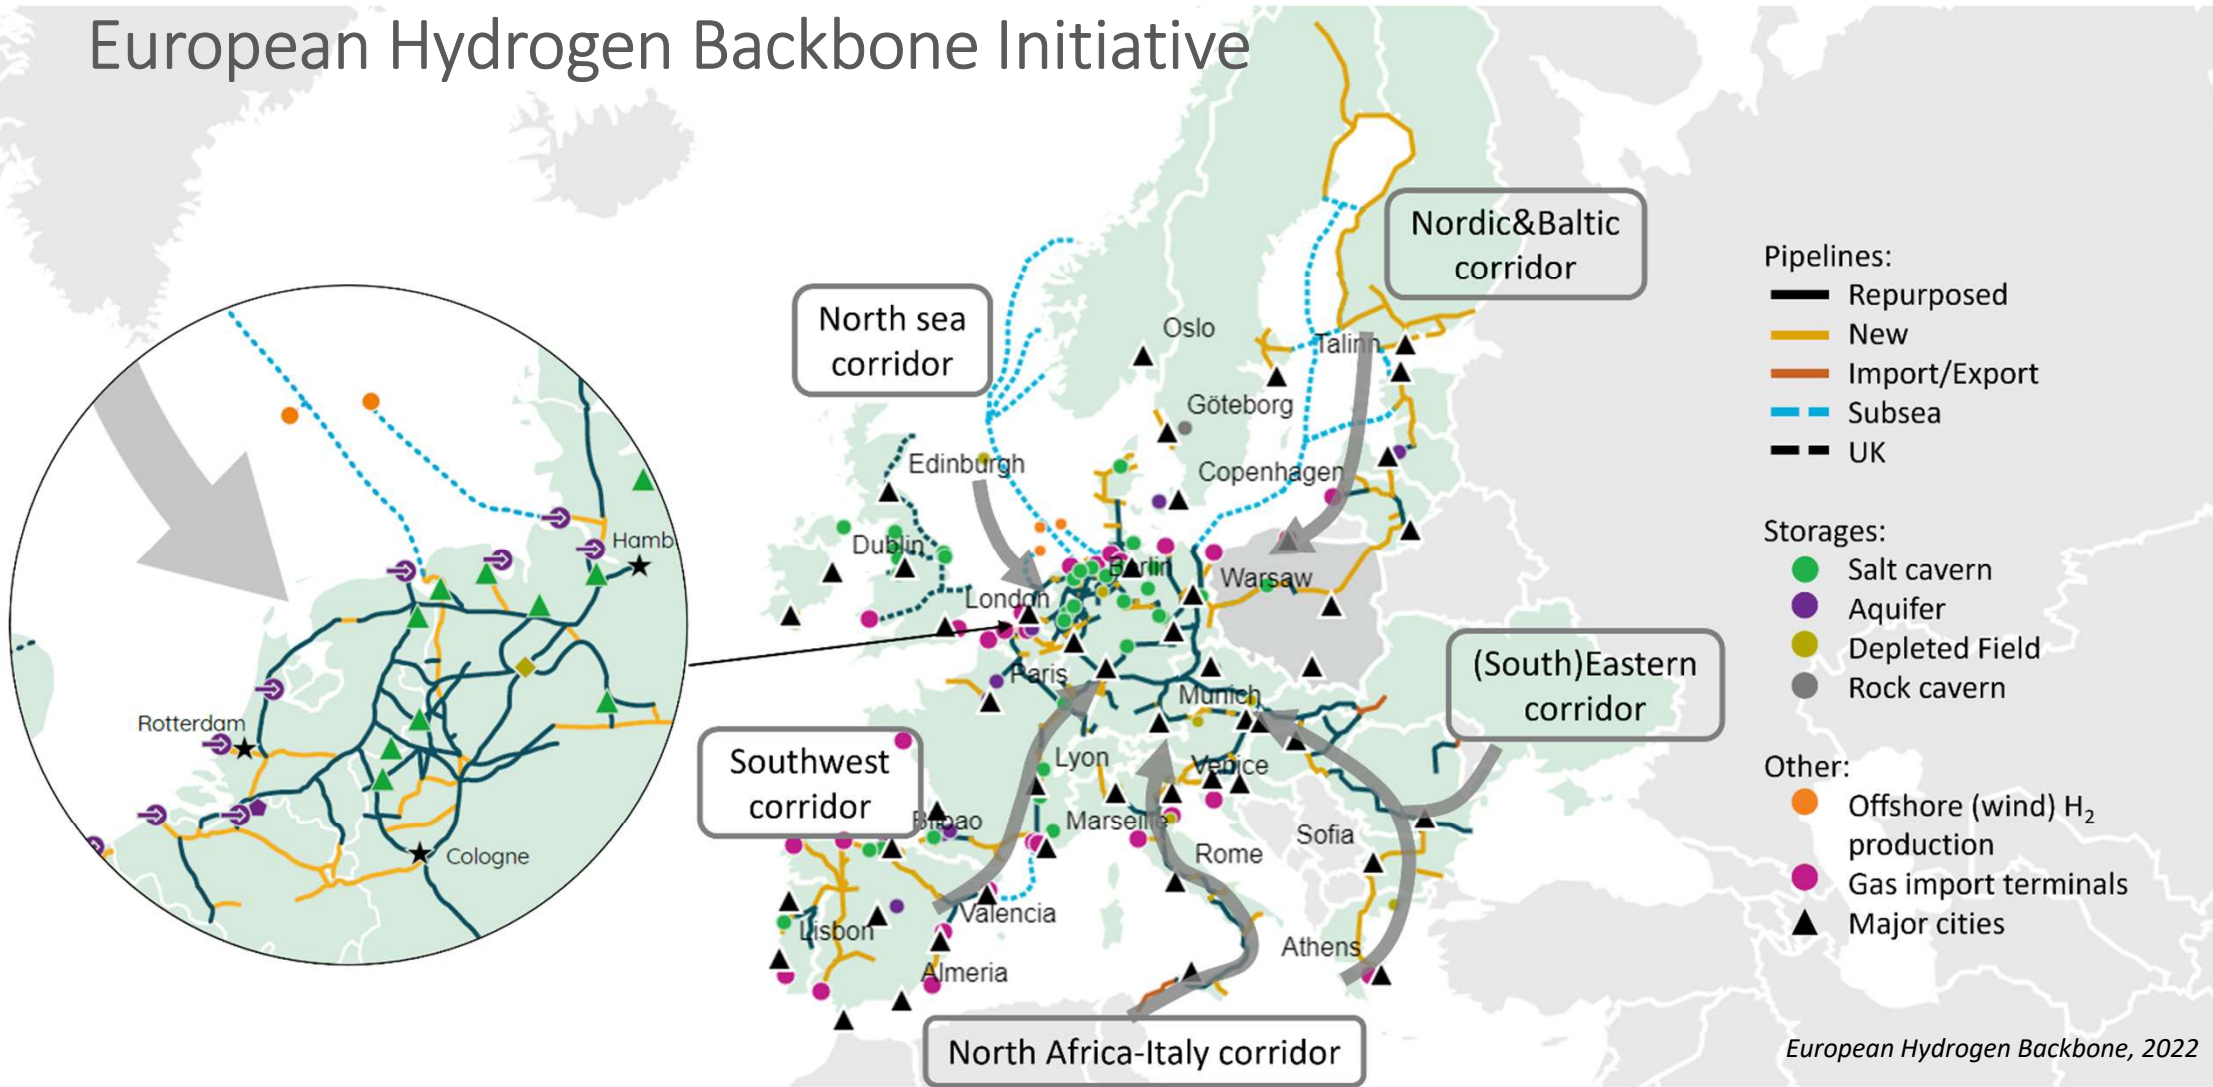 European Hydrogen Backbone Initiative
Nordic&Baltic
corridor
North sea
corridor
Oslo
Talinn
Göteborg
Edinburgh
Copenhagen
Dublin
Berlin
Warsaw
London
Paris
Munich
(South)Eastern
corridor
Southwest
corridor
Lyon
Venice
Bilbao
Marseille
Sofia
Rome
Valencia
Lisbon
Athens
Almeria
North Africa-Italy corridor
Hamb
Rotterdam
Cologne
Pipelines:
Repurposed
New
Import/Export
Subsea
UK
Storages:
Salt cavern
Aquifer
Depleted Field
Rock cavern
Other:
Offshore (wind) H₂
production
Gas import terminals
Major cities
European Hydrogen Backbone, 2022